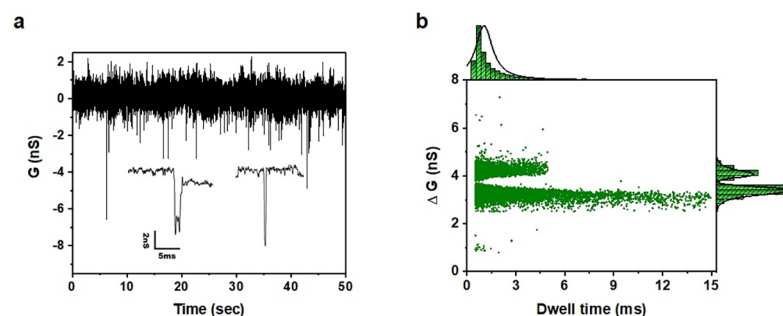 a
2
0
-2
-4
-6
-8
G (nS)
0 10 20 30 40 50
Time (sec)
2nS
5ms
b
8
6
4
2
0
Δ G (nS)
0 3 6 9 12 15
Dwell time (ms)